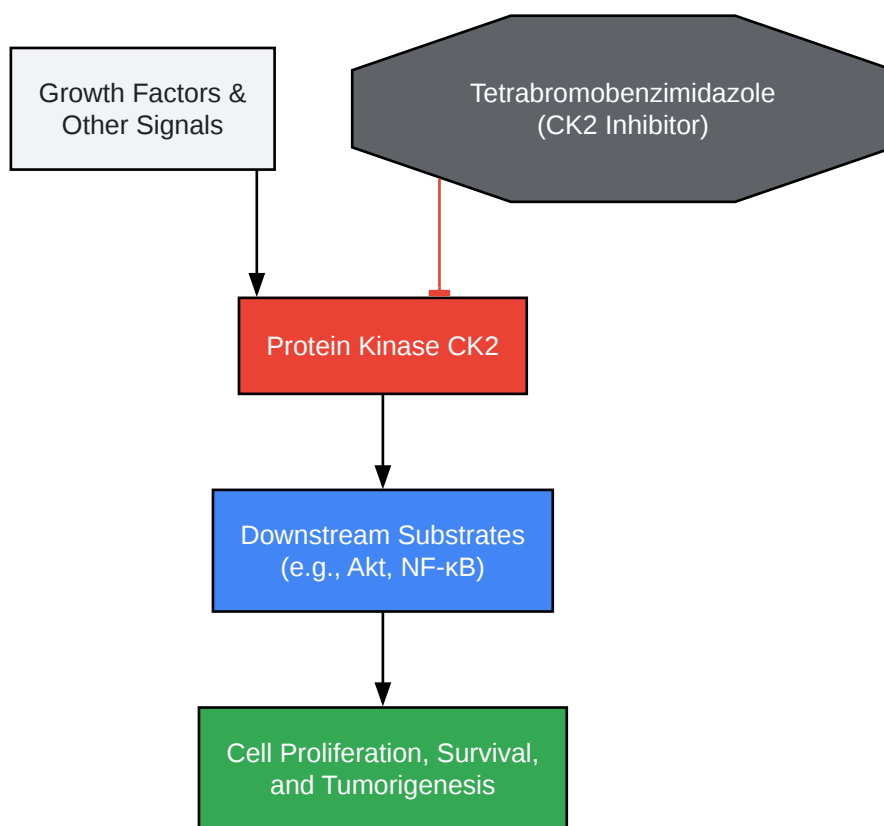 Growth Factors &
Other Signals
Tetrabromobenzimidazole
(CK2 Inhibitor)
Protein Kinase CK2
Downstream Substrates
(e.g., Akt, NF-κB)
Cell Proliferation, Survival,
and Tumorigenesis